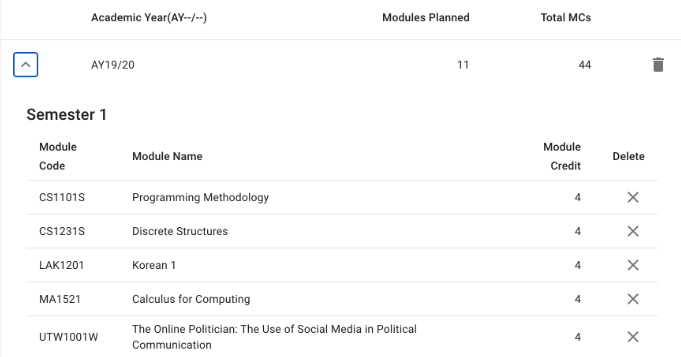 Academic Year(AY--/--) Modules Planned Total MCs
AY19/20 11 44
Semester 1
Module Code Module Name Module Credit Delete
CS1101S Programming Methodology 4
CS1231S Discrete Structures 4
LAK1201 Korean 1 4
MA1521 Calculus for Computing 4
UTW1001W The Online Politician: The Use of Social Media in Political 4
Communication